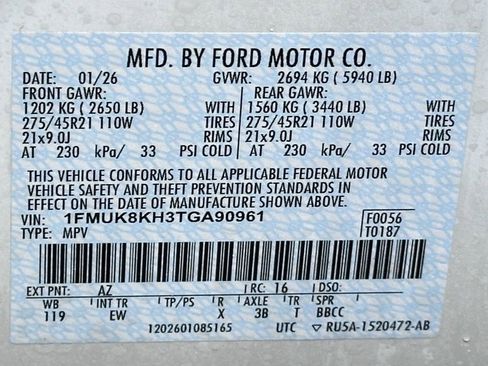 MFD. BY FORD MOTOR CO.
DATE: 01/26 GVWR: 2694 KG ( 5940 LB)
FRONT GAWR: REAR GAWR:
1202 KG ( 2650 LB) WITH 1560 KG ( 3440 LB) WITH
275/45R21 110W TIRES 275/45R21 110W TIRES
21x9.0J RIMS 21x9.0J RIMS
AT 230 kPa/ 33 PSI COLD AT 230 kPa/ 33 PSI COLD
THIS VEHICLE CONFORMS TO ALL APPLICABLE FEDERAL MOTOR
VEHICLE SAFETY AND THEFT PREVENTION STANDARDS IN
EFFECT ON THE DATE OF MANUFACTURE SHOWN ABOVE.
VIN: 1FMUK8KH3TGA90961 F0056
TYPE: MPV T0187
EXT PNT: AZ RC: 16 DSO:
WB INT TR TP/PS R AXLE TR SPR
119 EW X 3B T BBCC
1202601085165 UTC ▽ RU5A-1520472-AB